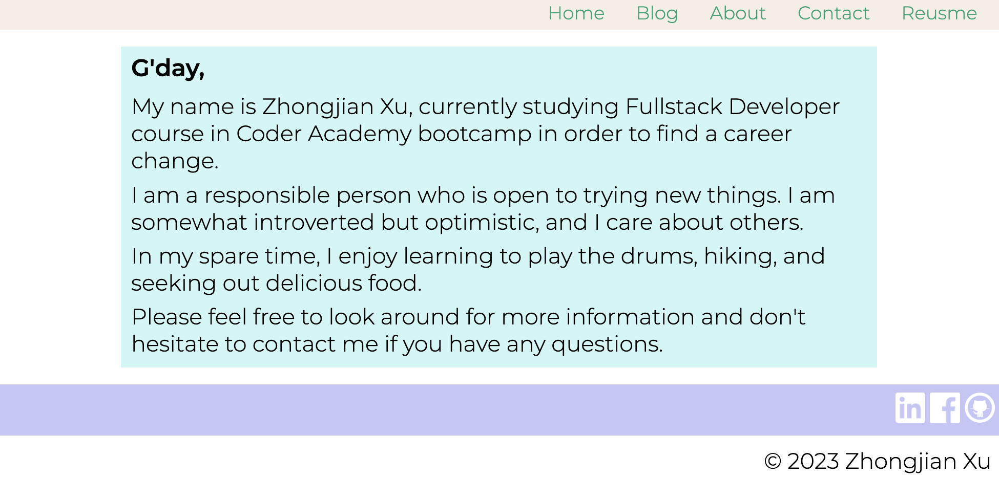 Home Blog About Contact Reusme
G'day,
My name is Zhongjian Xu, currently studying Fullstack Developer
course in Coder Academy bootcamp in order to find a career
change.
I am a responsible person who is open to trying new things. I am
somewhat introverted but optimistic, and I care about others.
In my spare time, I enjoy learning to play the drums, hiking, and
seeking out delicious food.
Please feel free to look around for more information and don't
hesitate to contact me if you have any questions.
in f
© 2023 Zhongjian Xu